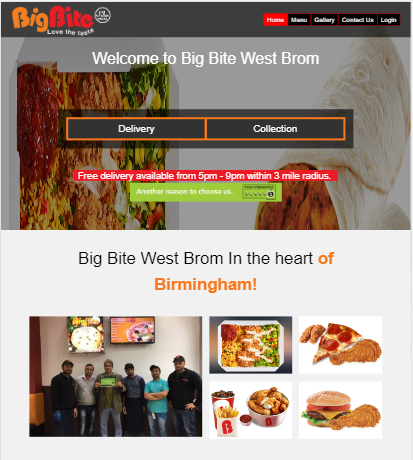 BigBite
Love the taste
Home Menu Gallery Contact Us Login
Welcome to Big Bite West Brom
Delivery Collection
Free delivery available from 5pm - 9pm within 3 mile radius.
Another reason to choose us.
Big Bite West Brom In the heart of
Birmingham!